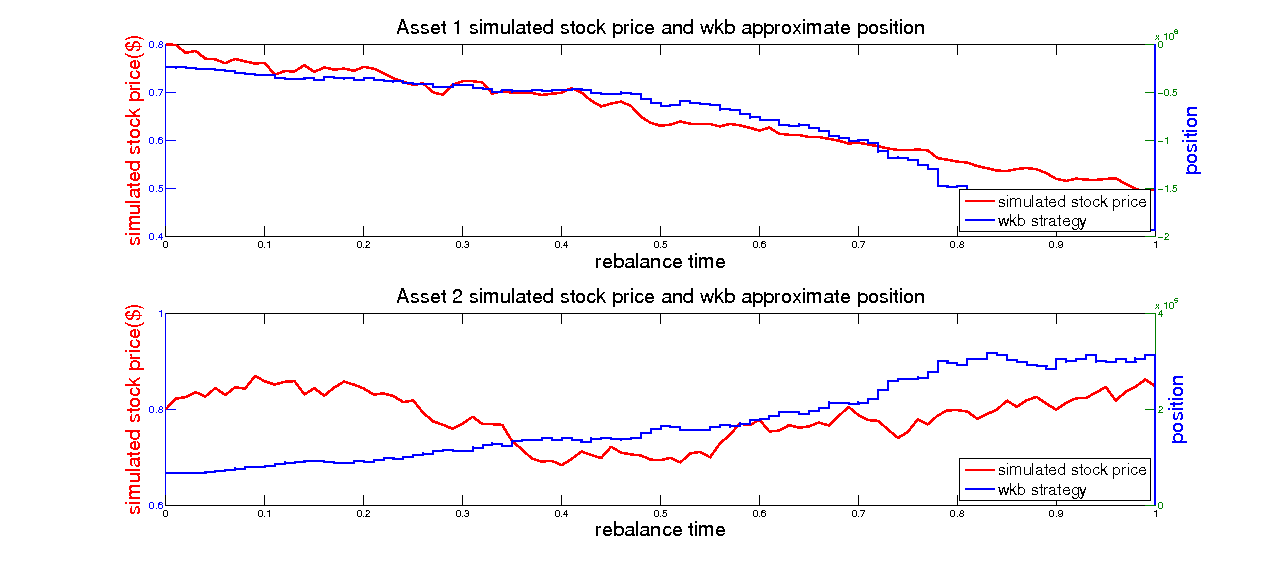 Asset 1 simulated stock price and wkb approximate position
simulated stock price($)
0.8
0.7
0.6
0.5
0.4
0 0.1 0.2 0.3 0.4 0.5 0.6 0.7 0.8 0.9 1
rebalance time
0
−0.5
−1
−1.5
−2
position
simulated stock price
wkb strategy
Asset 2 simulated stock price and wkb approximate position
simulated stock price($)
1
0.8
0.6
0 0.1 0.2 0.3 0.4 0.5 0.6 0.7 0.8 0.9 1
rebalance time
4
2
0
position
simulated stock price
wkb strategy